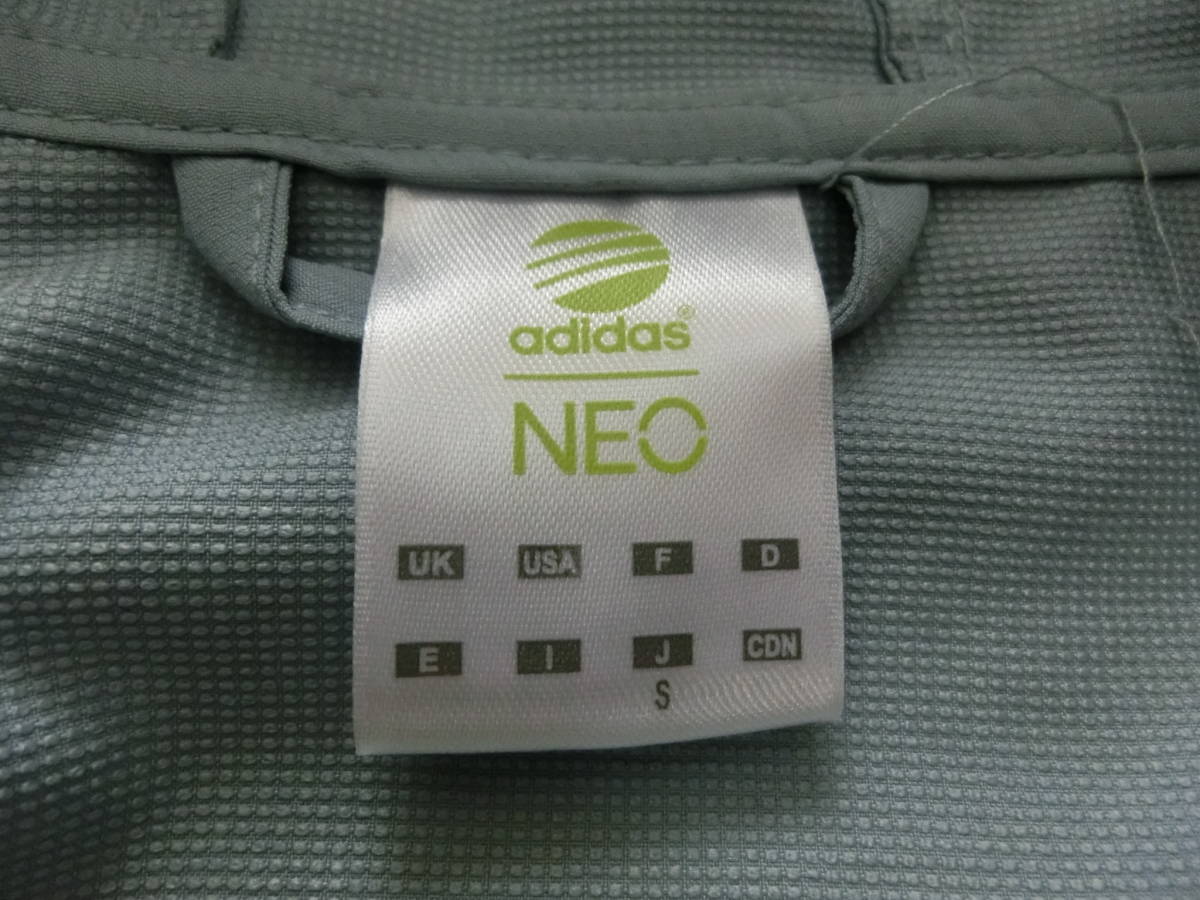 adidas®
NEO
UK USA F D
E I J CDN
S